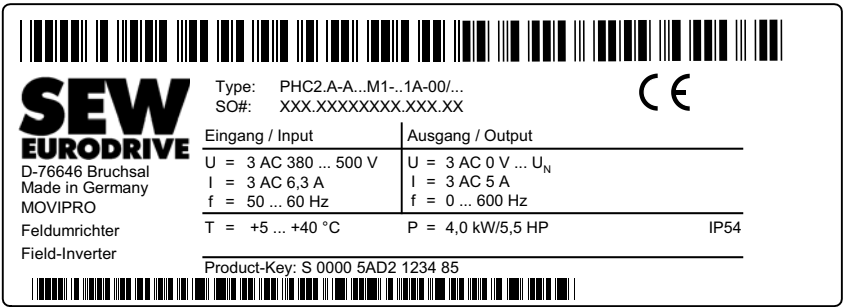 Type: PHC2.A-A...M1-..1A-00/...
SO#: XXX.XXXXXXXX.XXX.XX
CE
SEW
EURODRIVE
D-76646 Bruchsal
Made in Germany
MOVIPRO
Feldumrichter
Field-Inverter
Eingang / Input
U = 3 AC 380 ... 500 V
I = 3 AC 6,3 A
f = 50 ... 60 Hz
Ausgang / Output
U = 3 AC 0 V ... UN
I = 3 AC 5 A
f = 0 ... 600 Hz
T = +5 ... +40 °C P = 4,0 kW/5,5 HP IP54
Product-Key: S 0000 5AD2 1234 85